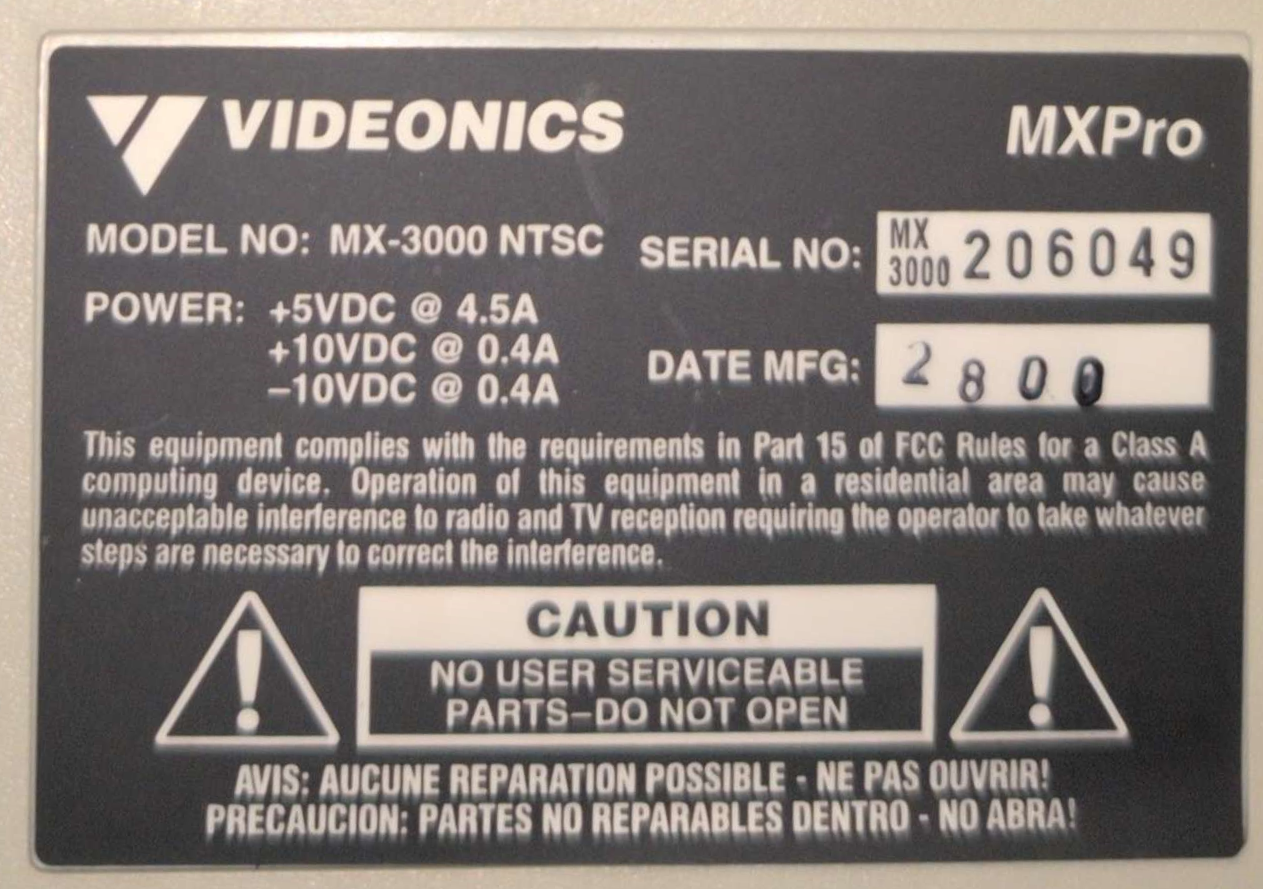 VIDEONICS MXPro
MODEL NO: MX-3000 NTSC SERIAL NO: MX 3000 206049
POWER: +5VDC @ 4.5A
+10VDC @ 0.4A DATE MFG: 2800
–10VDC @ 0.4A
This equipment complies with the requirements in Part 15 of FCC Rules for a Class A
computing device. Operation of this equipment in a residential area may cause
unacceptable interference to radio and TV reception requiring the operator to take whatever
steps are necessary to correct the interference.
CAUTION
NO USER SERVICEABLE
PARTS–DO NOT OPEN
AVIS: AUCUNE REPARATION POSSIBLE - NE PAS OUVRIR!
PRECAUCION: PARTES NO REPARABLES DENTRO - NO ABRA!